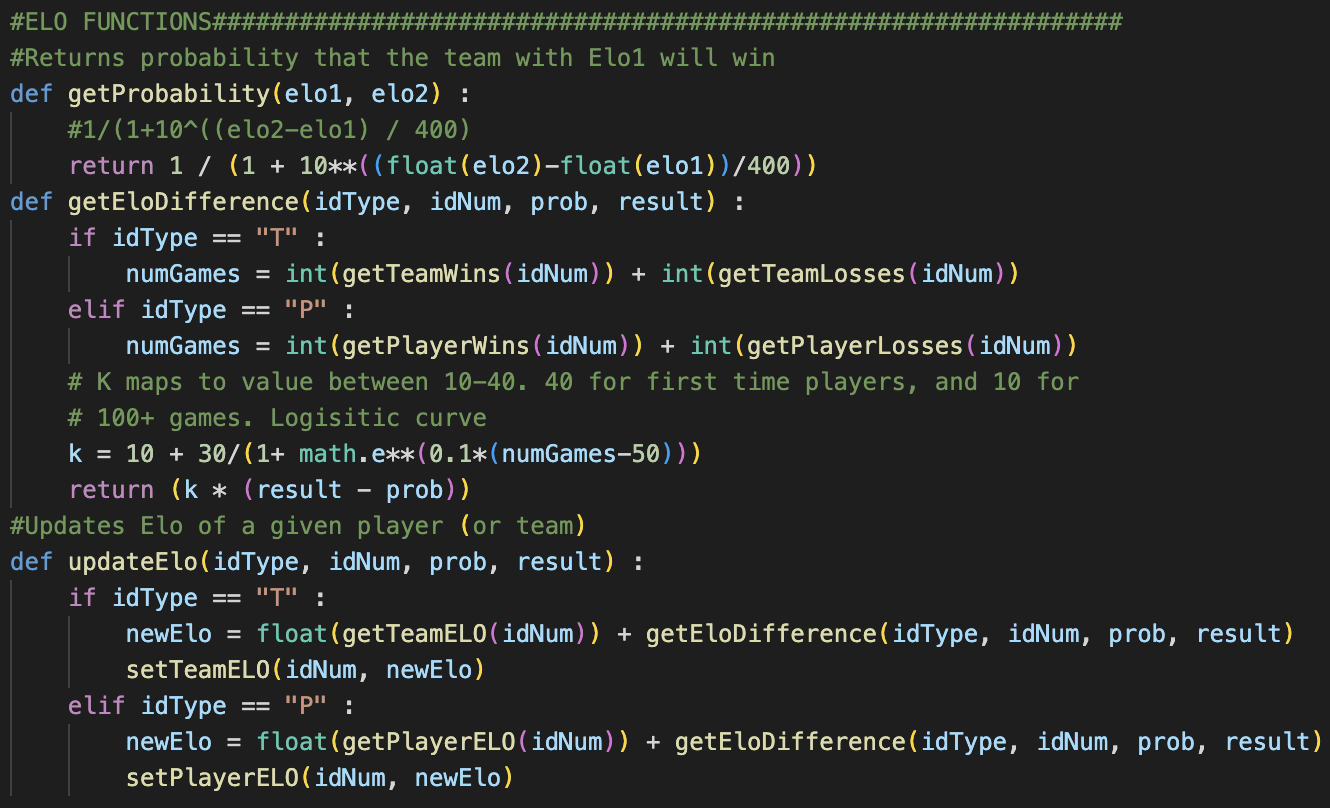 #ELO FUNCTIONS###############################################################
#Returns probability that the team with Elo1 will win
def getProbability(elo1, elo2) :
    #1/(1+10^((elo2-elo1) / 400)
    return 1 / (1 + 10**((float(elo2)-float(elo1))/400))
def getEloDifference(idType, idNum, prob, result) :
    if idType == "T" :
        numGames = int(getTeamWins(idNum)) + int(getTeamLosses(idNum))
    elif idType == "P" :
        numGames = int(getPlayerWins(idNum)) + int(getPlayerLosses(idNum))
    # K maps to value between 10-40. 40 for first time players, and 10 for
    # 100+ games. Logisitic curve
    k = 10 + 30/(1+ math.e**(0.1*(numGames-50)))
    return (k * (result - prob))
#Updates Elo of a given player (or team)
def updateElo(idType, idNum, prob, result) :
    if idType == "T" :
        newElo = float(getTeamELO(idNum)) + getEloDifference(idType, idNum, prob, result)
        setTeamELO(idNum, newElo)
    elif idType == "P" :
        newElo = float(getPlayerELO(idNum)) + getEloDifference(idType, idNum, prob, result)
        setPlayerELO(idNum, newElo)